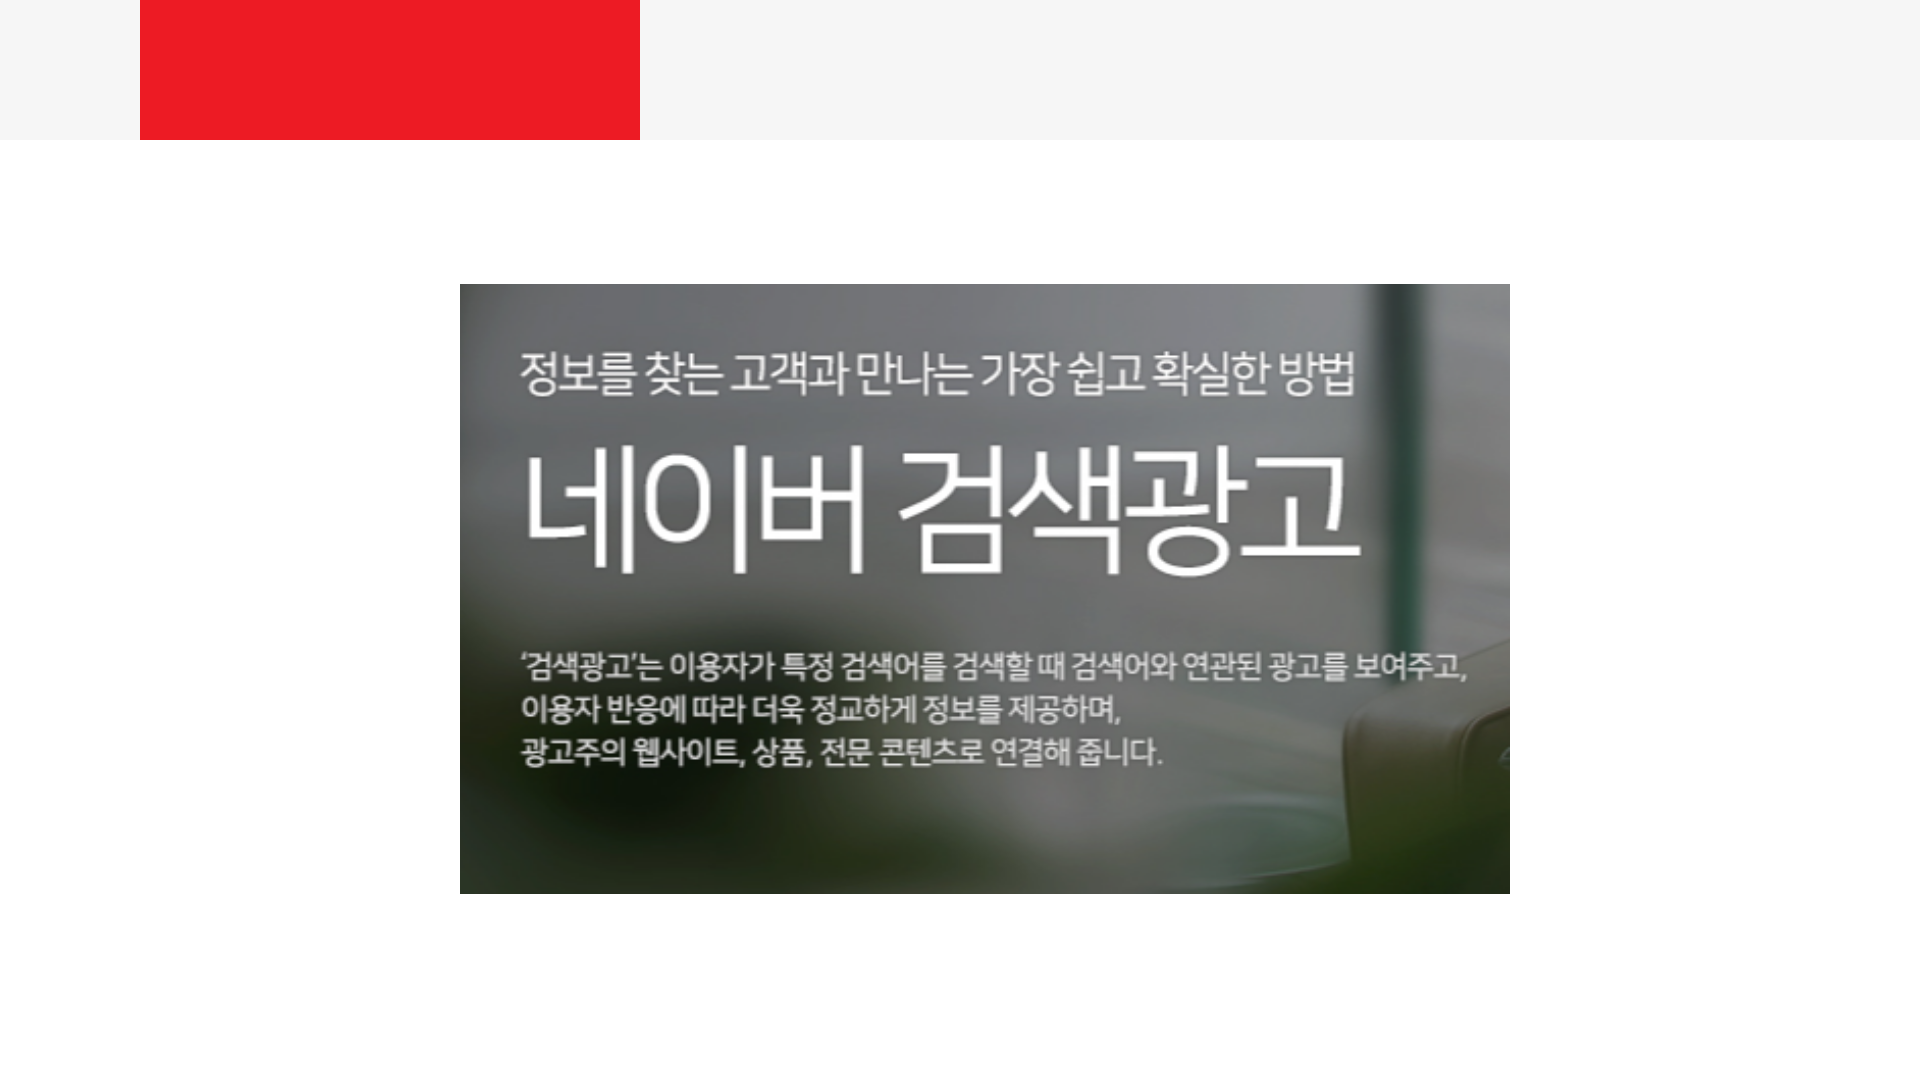 정보를 찾는 고객과 만나는 가장 쉽고 확실한 방법
네이버 검색광고
‘검색광고’는 이용자가 특정 검색어를 검색할 때 검색어와 연관된 광고를 보여주고,
이용자 반응에 따라 더욱 정교하게 정보를 제공하며,
광고주의 웹사이트, 상품, 전문 콘텐츠로 연결해 줍니다.